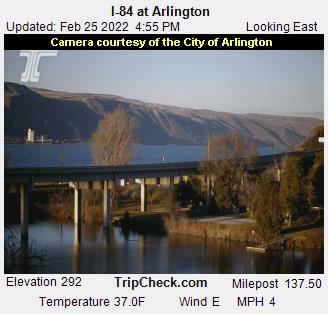 I-84 at Arlington
Updated: Feb 25 2022 4:55 PM Looking East
Camera courtesy of the City of Arlington
Elevation 292 TripCheck.com Milepost 137.50
Temperature 37.0F Wind E MPH 4